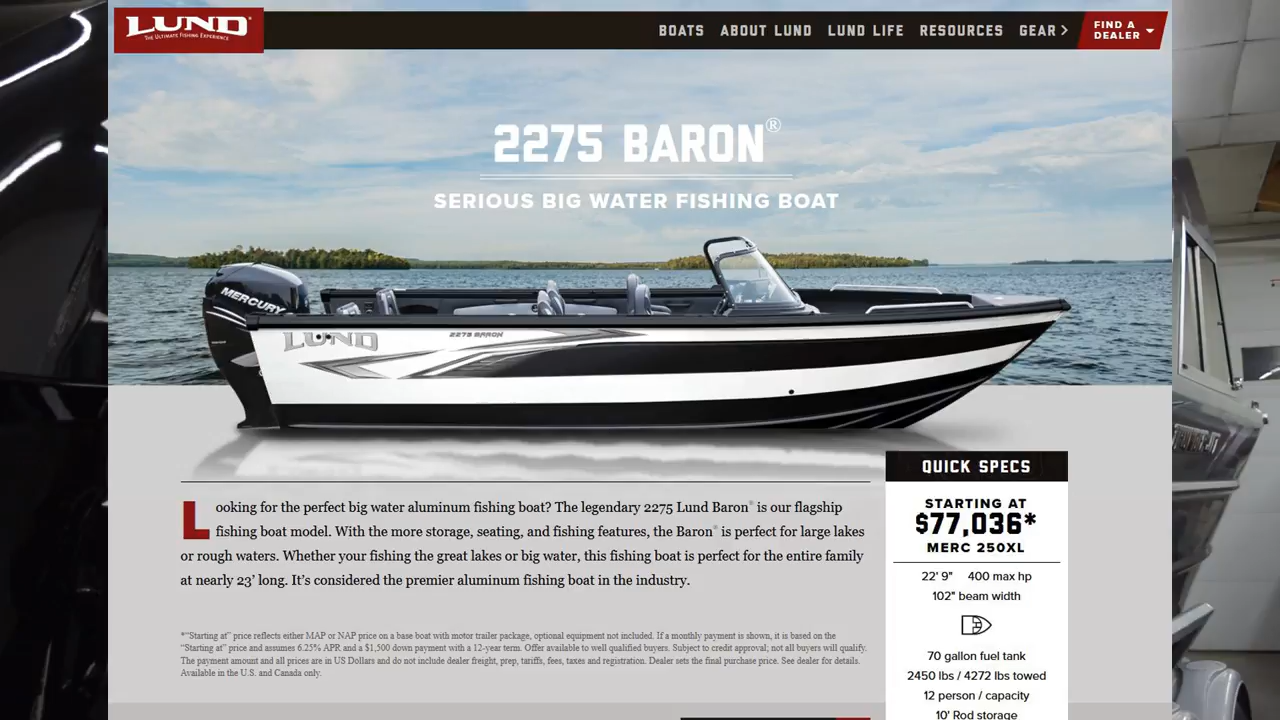 LUND
THE ULTIMATE FISHING EXPERIENCE
BOATS ABOUT LUND LUND LIFE RESOURCES GEAR
FIND A
DEALER
2275 BARON®
SERIOUS BIG WATER FISHING BOAT
MERCURY
LUND
2275 BARON
Looking for the perfect big water aluminum fishing boat? The legendary 2275 Lund Baron® is our flagship
fishing boat model. With the more storage, seating, and fishing features, the Baron® is perfect for large lakes
or rough waters. Whether your fishing the great lakes or big water, this fishing boat is perfect for the entire family
at nearly 23' long. It's considered the premier aluminum fishing boat in the industry.
*"Starting at" price reflects either MAP or NAP price on a base boat with motor trailer package, optional equipment not included. If a monthly payment is shown, it is based on the
"Starting at" price and assumes 6.25% APR and a $1,500 down payment with a 12-year term. Offer available to well qualified buyers. Subject to credit approval; not all buyers will qualify.
The payment amount and all prices are in US Dollars and do not include dealer freight, prep, tariffs, fees, taxes and registration. Dealer sets the final purchase price. See dealer for details.
Available in the U.S. and Canada only.
QUICK SPECS
STARTING AT
$77,036*
MERC 250XL
22' 9" 400 max hp
102" beam width
70 gallon fuel tank
2450 lbs / 4272 lbs towed
12 person / capacity
10' Rod storage